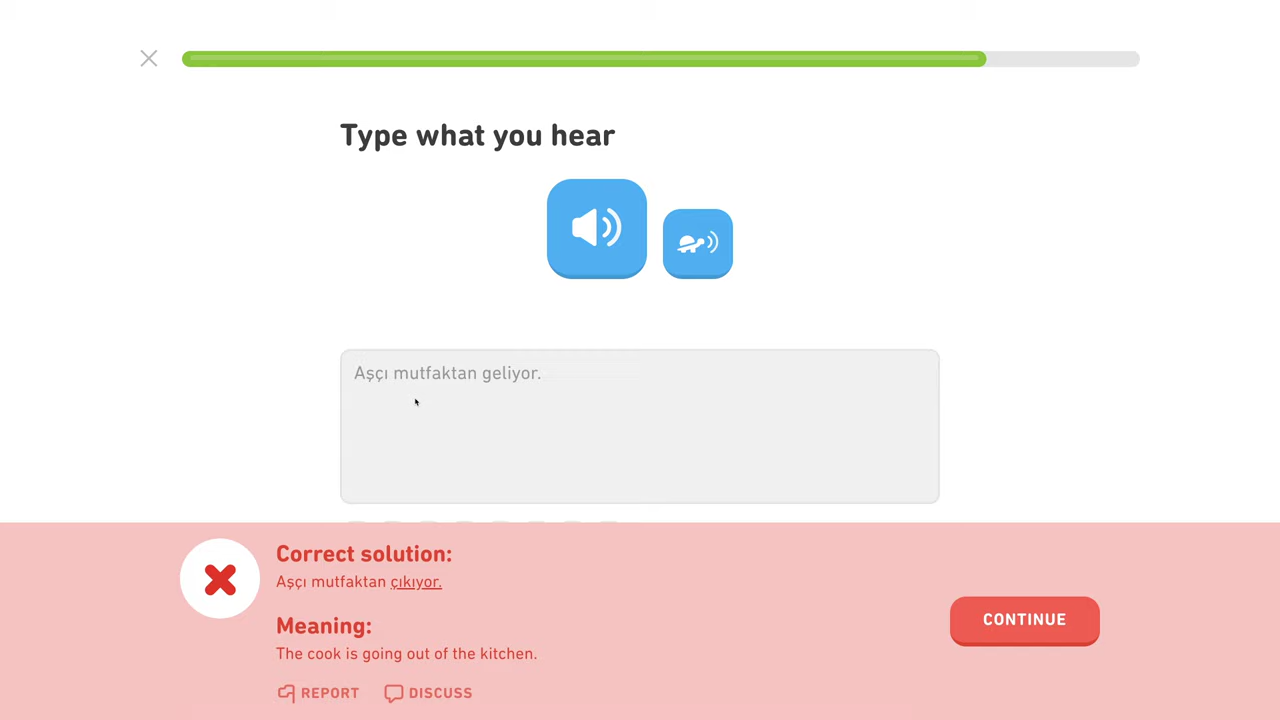 Type what you hear
Aşçı mutfaktan geliyor.
Correct solution:
Aşçı mutfaktan çıkıyor.
Meaning:
The cook is going out of the kitchen.
CONTINUE
REPORT DISCUSS